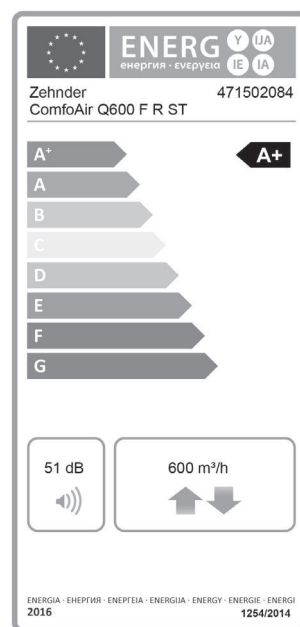 ENERG Y IJA
енергия · ενεργεια IE IA
Zehnder 471502084
ComfoAir Q600 F R ST
A+ A+
A
B
C
D
E
F
G
51 dB 600 m³/h
ENERGIA · ЕНЕРГИЯ · ΕΝΕΡΓΕΙΑ · ENERGIJA · ENERGY · ENERGIE · ENERGI
2016 1254/2014